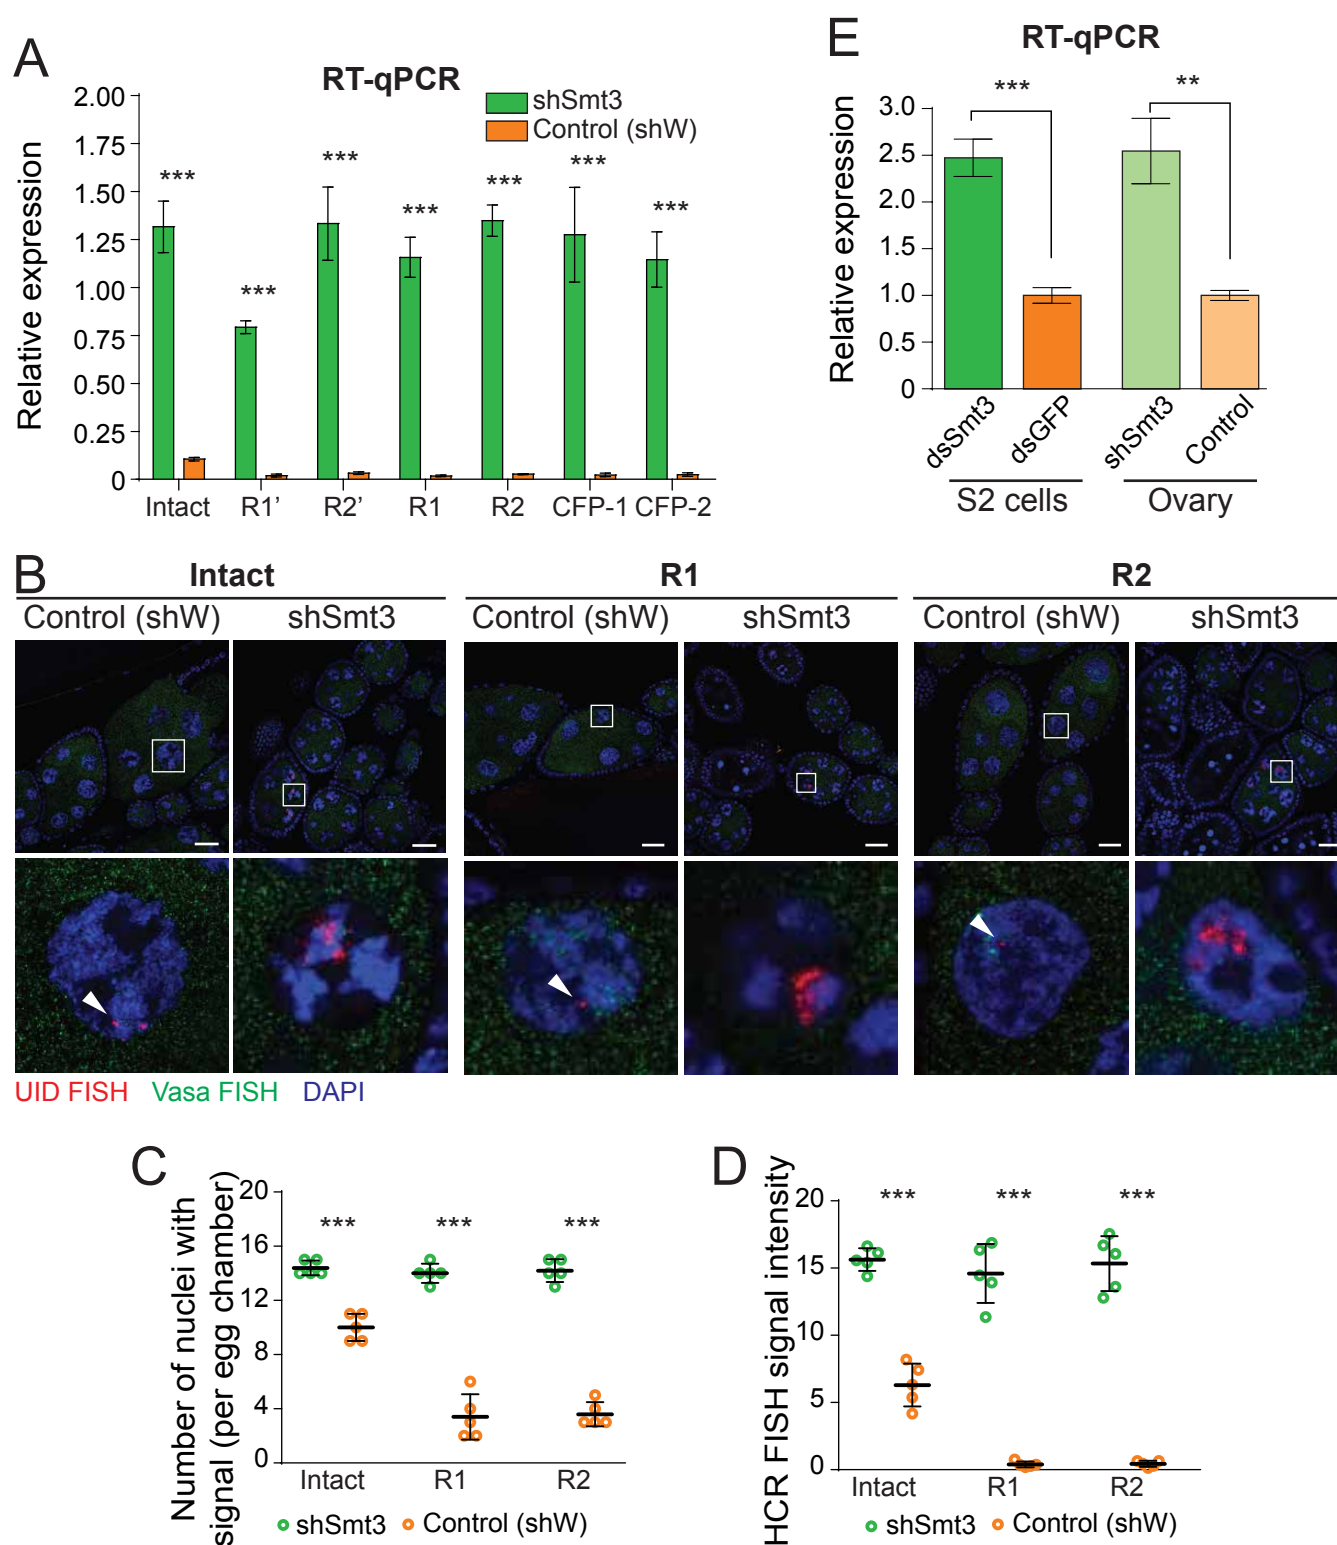 A
RT-qPCR
shSmt3
Control (shW)
Relative expression
2.00
1.75
1.50
1.25
1.00
0.75
0.50
0.25
0
***
***
***
***
***
***
***
Intact R1' R2' R1 R2 CFP-1 CFP-2
E
RT-qPCR
Relative expression
3.0
2.5
2.0
1.5
1.0
0.5
0
***
**
dsSmt3
dsGFP
shSmt3
Control
S2 cells
Ovary
B
Intact
R1
R2
Control (shW)
shSmt3
Control (shW)
shSmt3
Control (shW)
shSmt3
UID FISH Vasa FISH DAPI
C
Number of nuclei with
signal (per egg chamber)
20
16
12
8
4
0
***
***
***
Intact R1 R2
shSmt3 Control (shW)
D
HCR FISH signal intensity
20
15
10
5
0
***
***
***
Intact R1 R2
shSmt3 Control (shW)